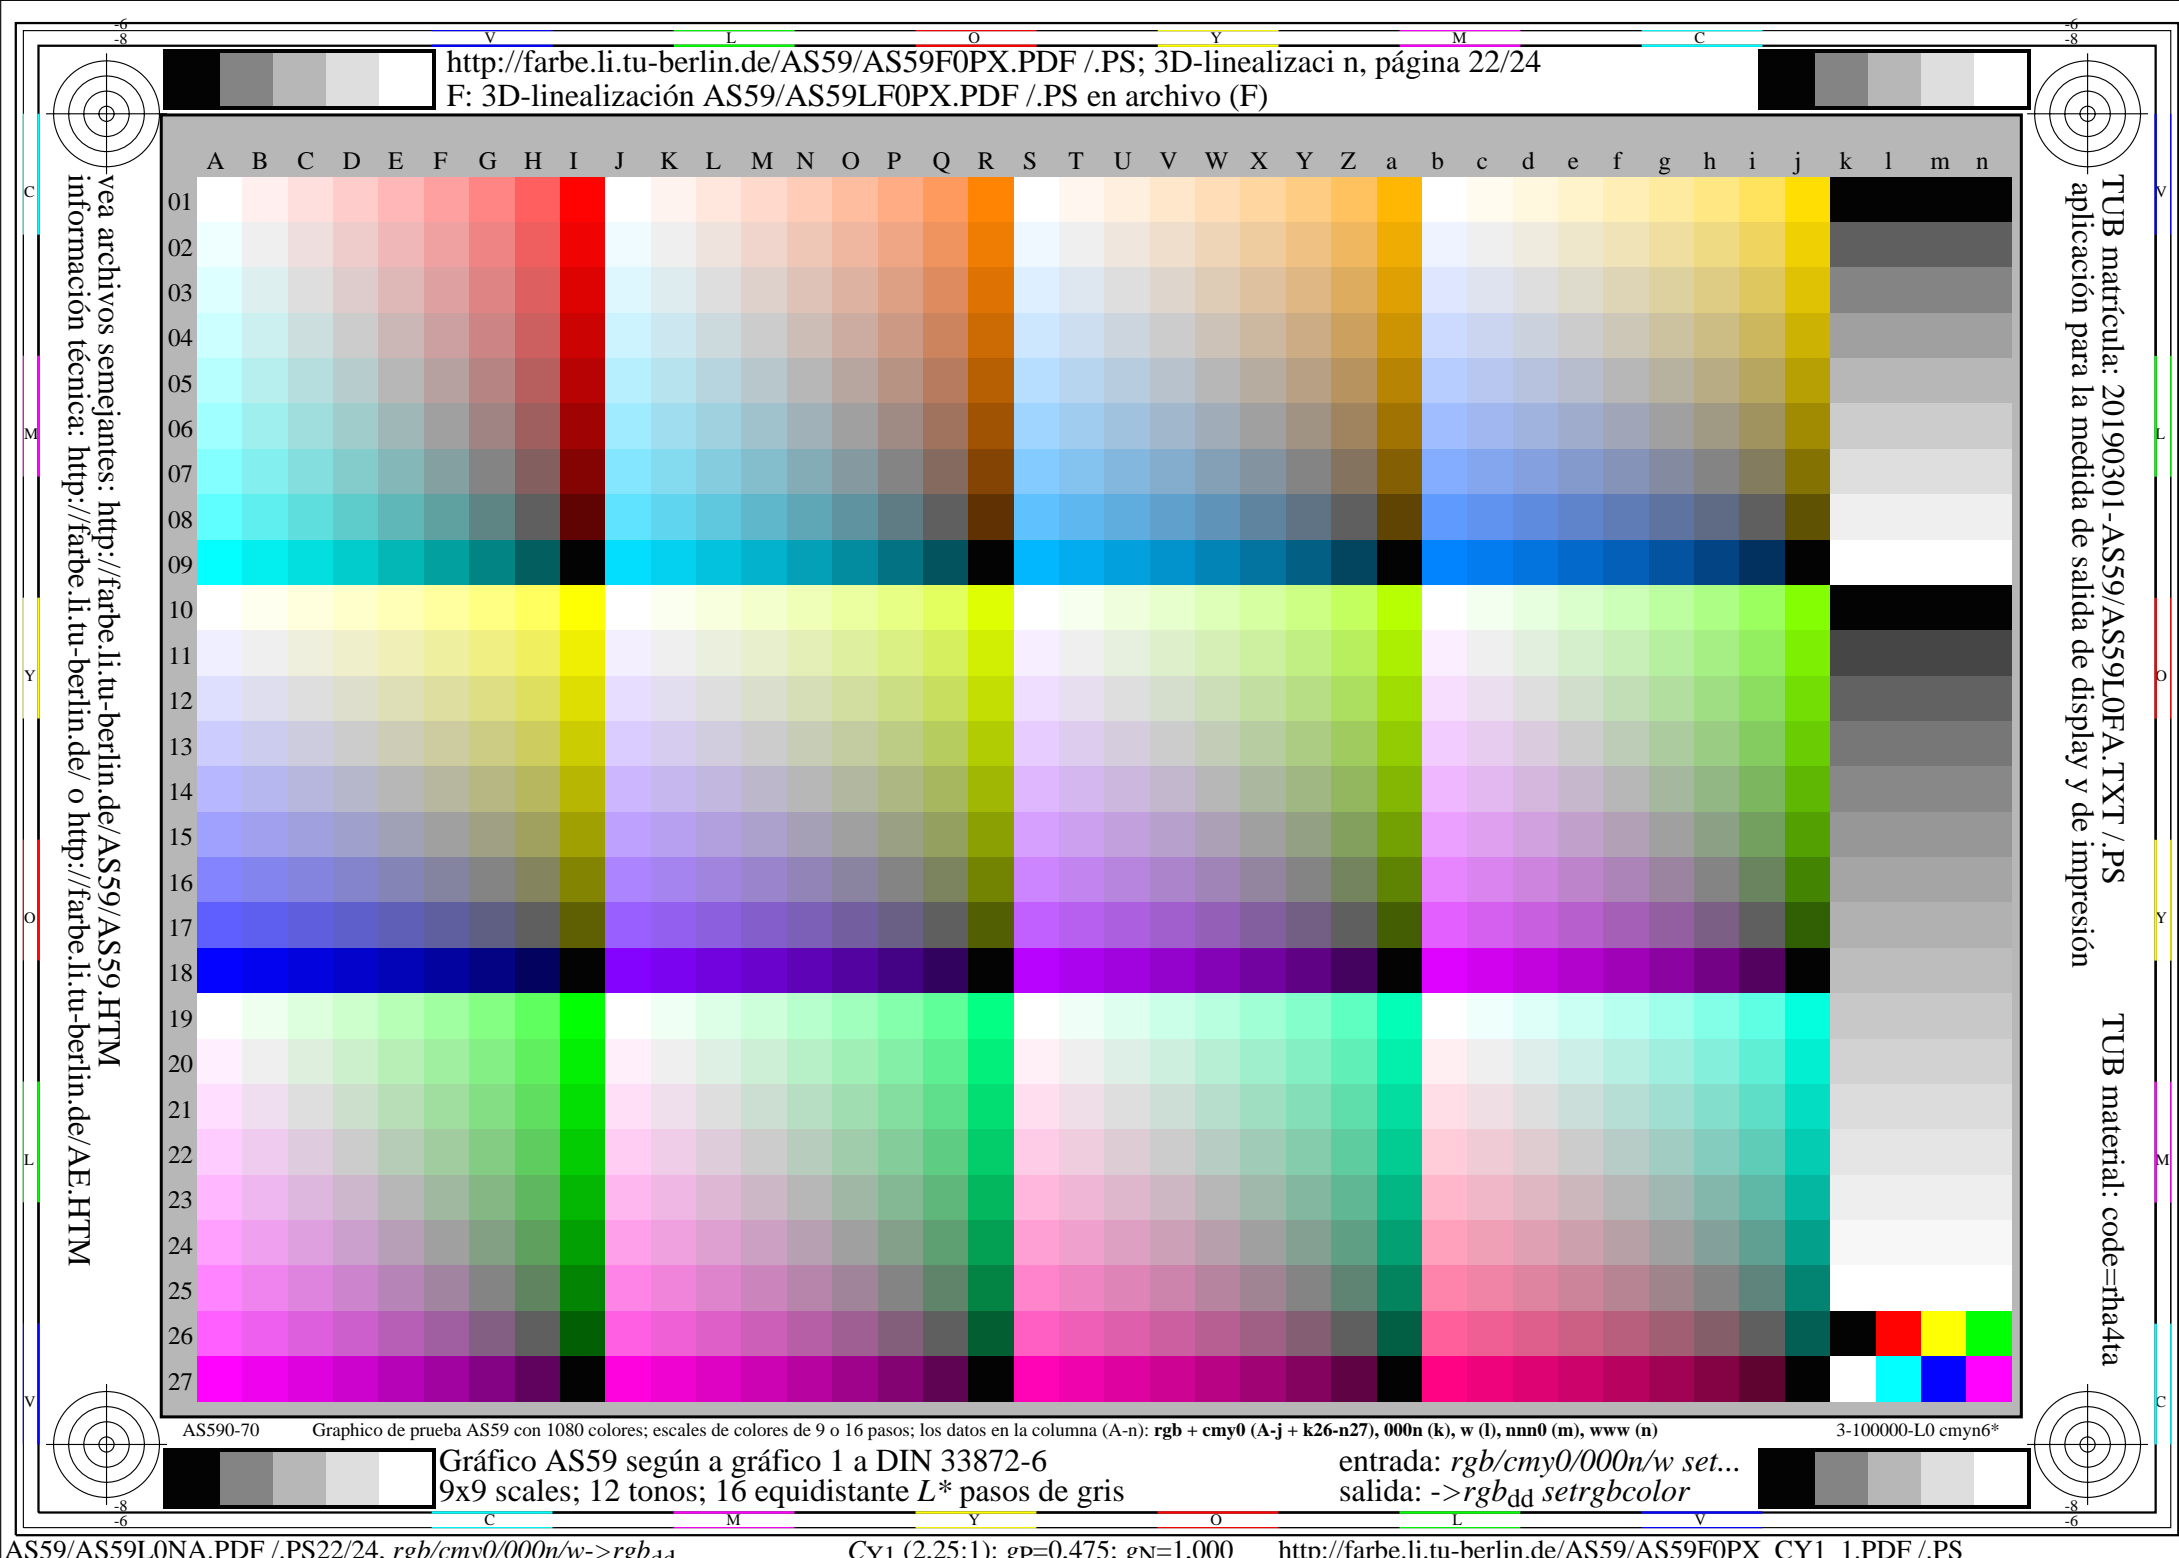 -6
-8
V L O Y M C
-6
-8
http://farbe.li.tu-berlin.de/AS59/AS59F0PX.PDF /.PS; 3D-linealizaci n, página 22/24
F: 3D-linealización AS59/AS59LF0PX.PDF /.PS en archivo (F)
A B C D E F G H I J K L M N O P Q R S T U V W X Y Z a b c d e f g h i j k l m n
01
02
03
04
05
06
07
08
09
10
11
12
13
14
15
16
17
18
19
20
21
22
23
24
25
26
27
C
M
Y
O
L
V
vea archivos semejantes: http://farbe.li.tu-berlin.de/AS59/AS59.HTM
información técnica: http://farbe.li.tu-berlin.de/ o http://farbe.li.tu-berlin.de/AE.HTM
TUB matrícula: 20190301-AS59/AS59L0FA.TXT /.PS
aplicación para la medida de salida de display y de impresión
TUB material: code=rha4ta
V
L
O
Y
M
C
AS590-70
Graphico de prueba AS59 con 1080 colores; escales de colores de 9 o 16 pasos; los datos en la columna (A-n): rgb + cmy0 (A-j + k26-n27), 000n (k), w (l), nnn0 (m), www (n)
3-100000-L0 cmyn6*
Gráfico AS59 según a gráfico 1 a DIN 33872-6
9x9 scales; 12 tonos; 16 equidistante L* pasos de gris
entrada: rgb/cmy0/000n/w set...
salida: ->rgbdd setrgbcolor
-8
-6
C M Y O L V
-8
-6
AS59/AS59L0NA.PDF /.PS22/24, rgb/cmy0/000n/w->rgbdd
CY1 (2.25:1): gP=0.475; gN=1.000
http://farbe.li.tu-berlin.de/AS59/AS59F0PX_CY1_1.PDF /.PS